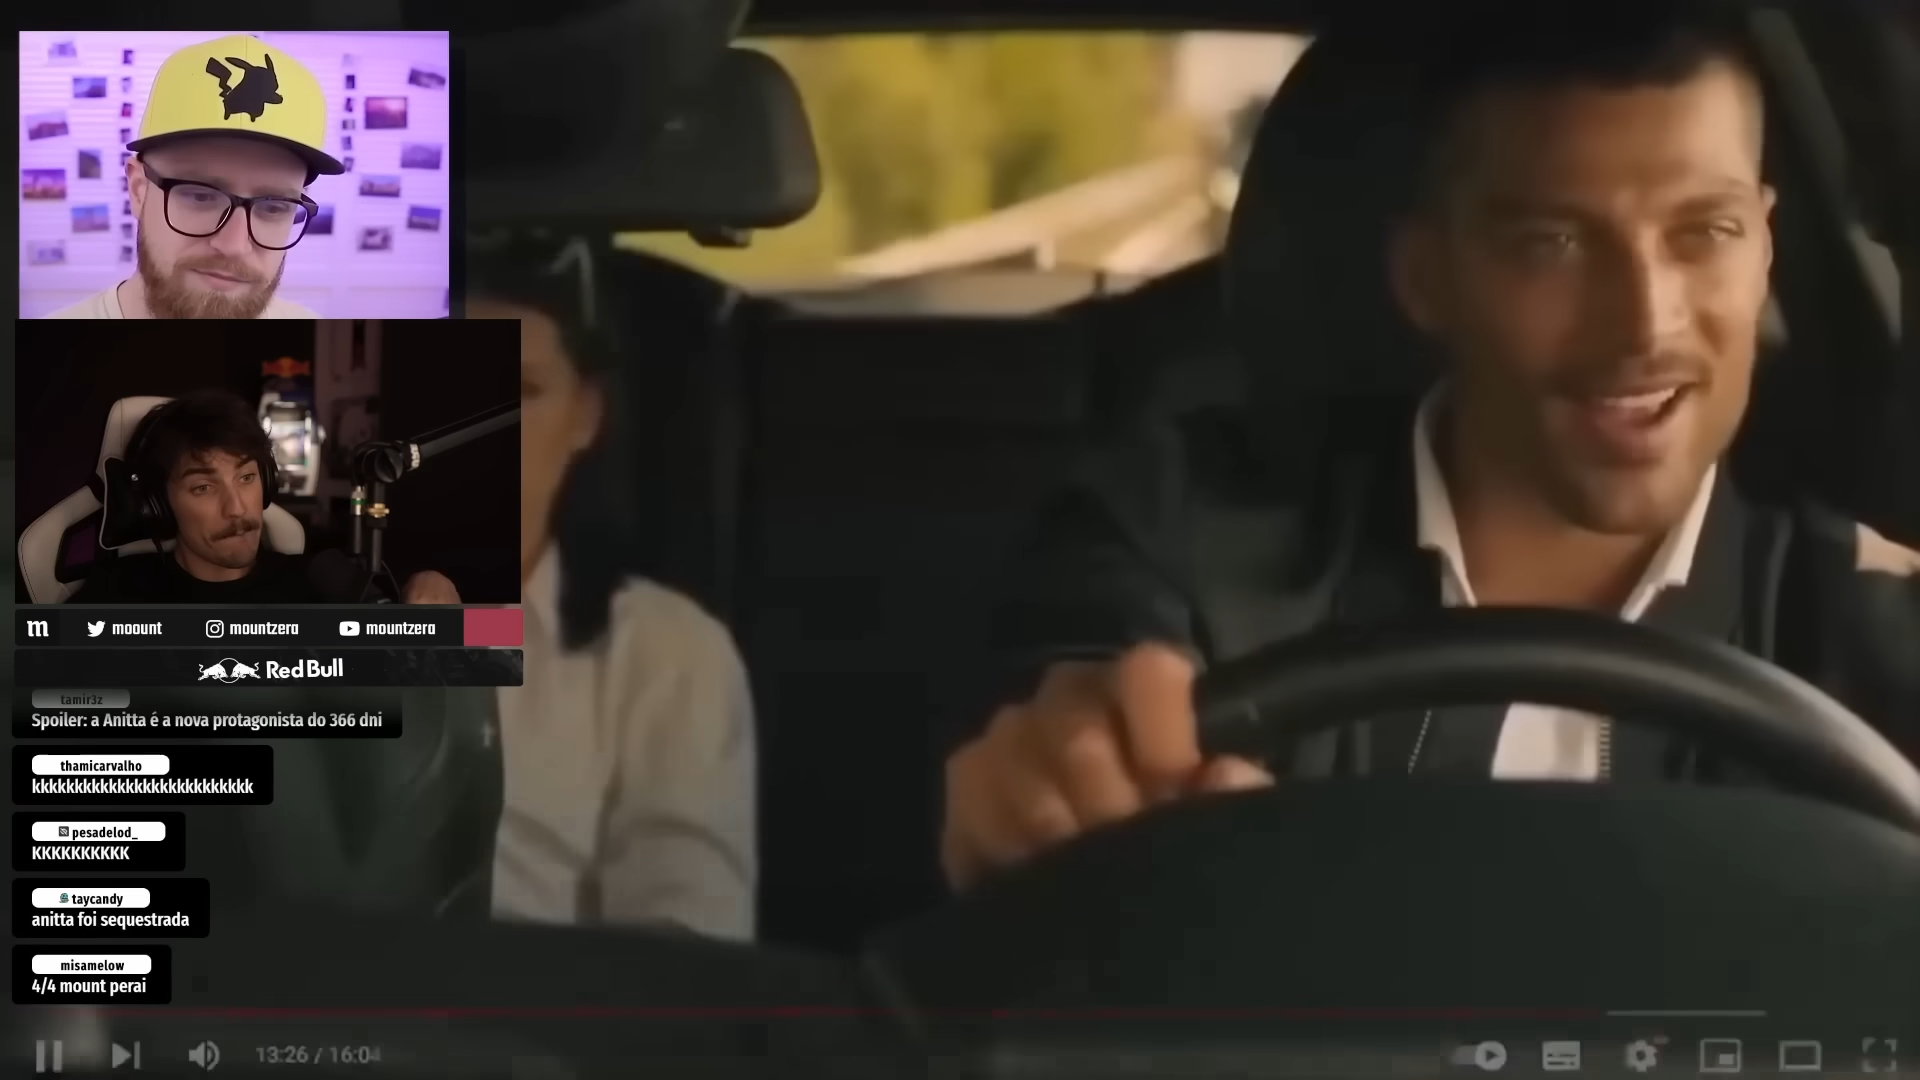 m moount mountzera mountzera
Red Bull
tamir3z
Spoiler: a Anitta é a nova protagonista do 366 dni
thamicarvalho
kkkkkkkkkkkkkkkkkkkkkkkkkk
pesadelod_
KKKKKKKKKK
taycandy
anitta foi sequestrada
misamelow
4/4 mount perai
13:26 / 16:04